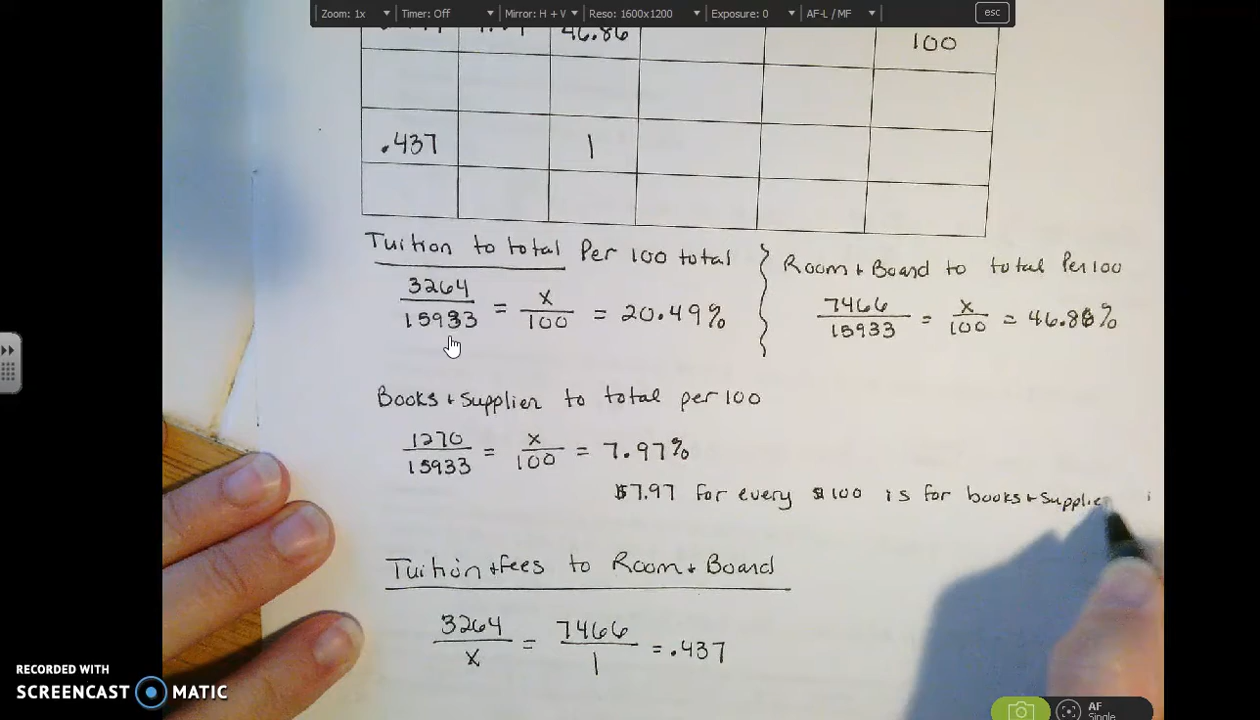 Zoom: 1x Timer: Off Mirror: H + V Reso: 1600x1200 Exposure: 0 AF-L / MF esc
46.86 100
.437 1
Tuition to total Per 100 total
3264/15933 = x/100 = 20.49%
Room + Board to total Per 100
7466/15933 = x/100 = 46.86%
Books + Supplier to total per 100
1270/15933 = x/100 = 7.97%
$7.97 for every $100 is for books + Supplie
Tuition + fees to Room + Board
3264/x = 7466/1 = .437
RECORDED WITH
SCREENCAST MATIC
AF
Single